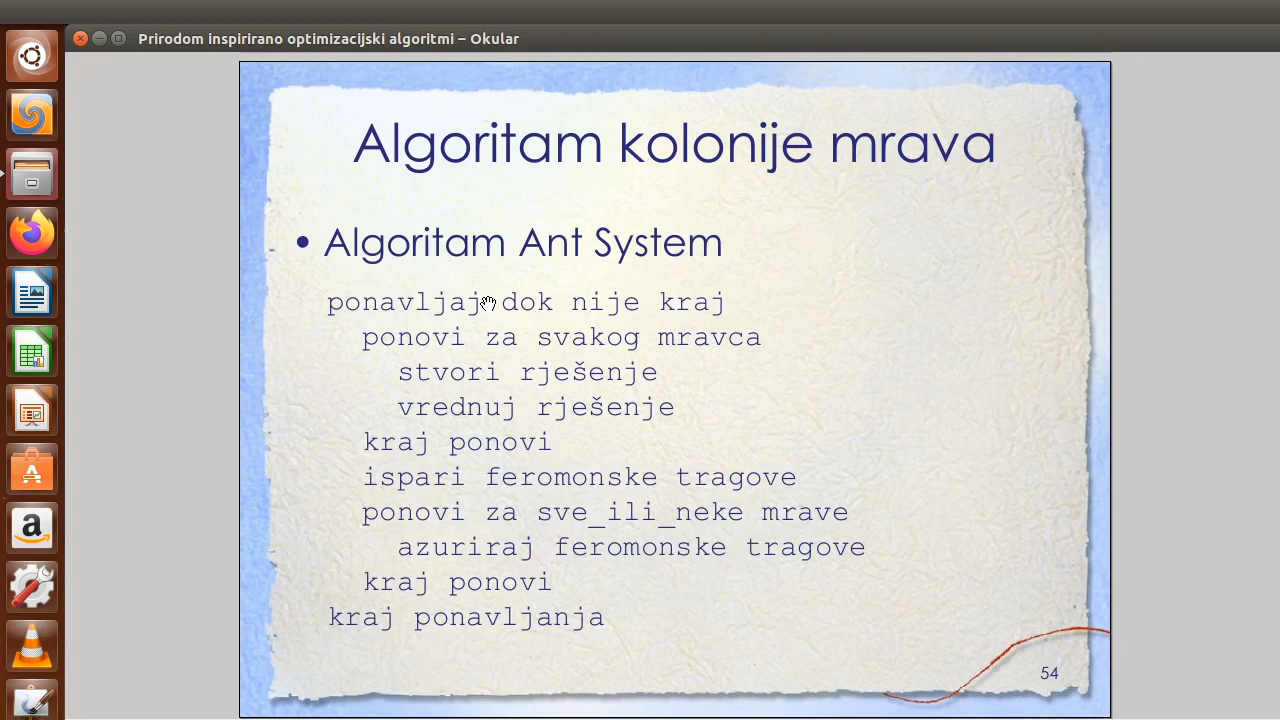 Prirodom inspirirano optimizacijski algoritmi – Okular
Algoritam kolonije mrava
• Algoritam Ant System
ponavljaj dok nije kraj
ponovi za svakog mravca
stvori rješenje
vrednuj rješenje
kraj ponovi
ispari feromonske tragove
ponovi za sve_ili_neke mrave
azuriraj feromonske tragove
kraj ponovi
kraj ponavljanja
54